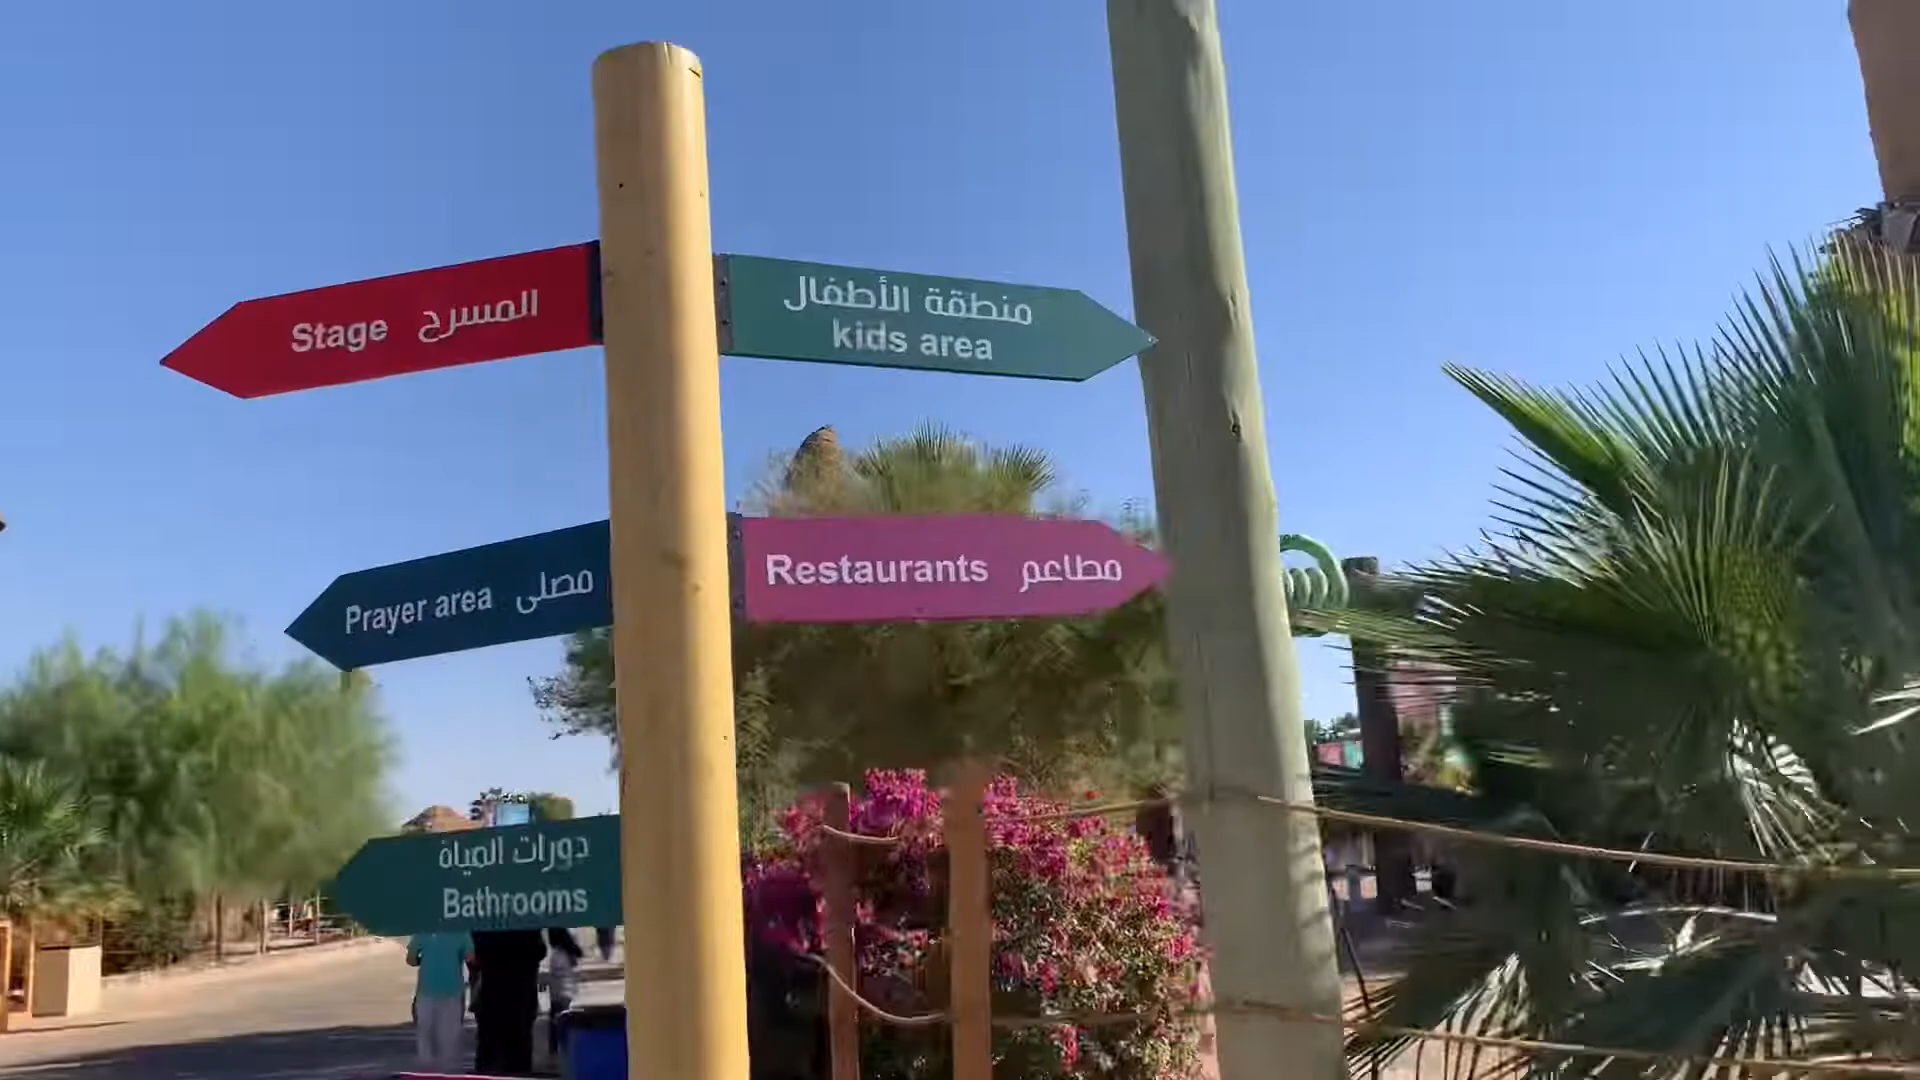 Stage المسرح
منطقة الأطفال
kids area
Prayer area مصلى
Restaurants مطاعم
دورات المياة
Bathrooms